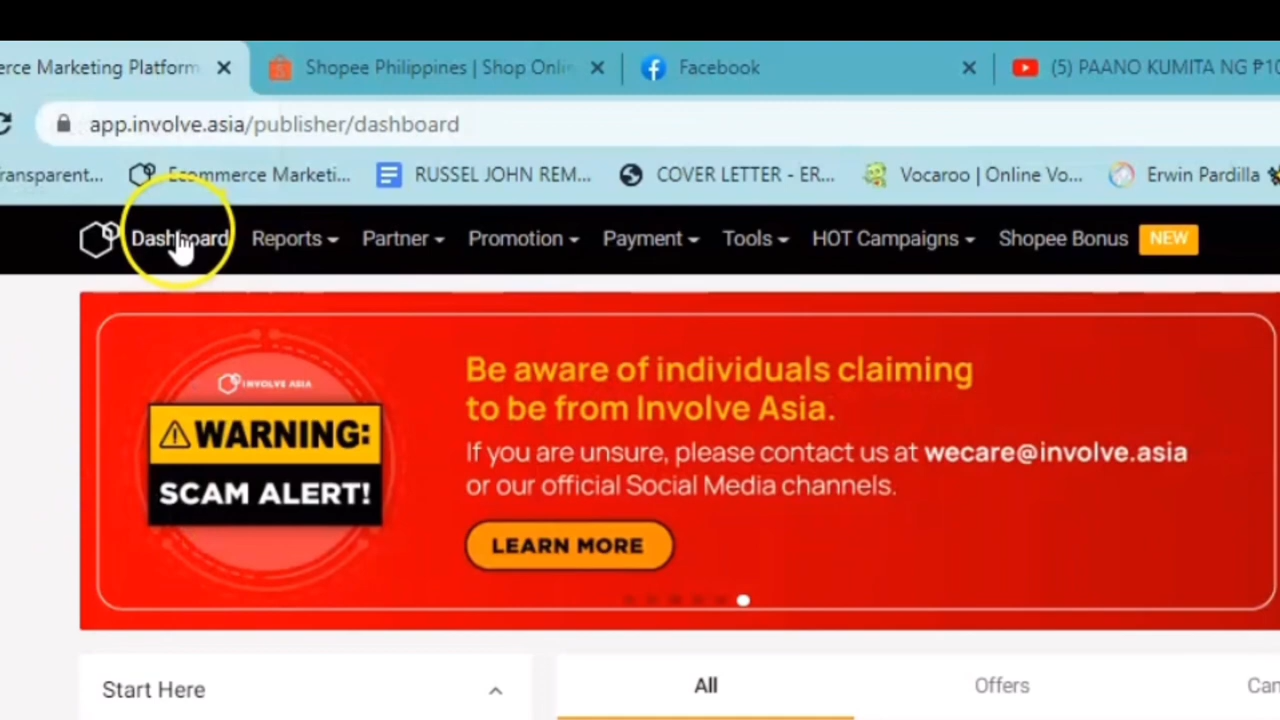 erce Marketing Platform
Shopee Philippines | Shop Onlin
Facebook
(5) PAANO KUMITA NG ₱10
app.involve.asia/publisher/dashboard
ransparent...
Ecommerce Marketi...
RUSSEL JOHN REM...
COVER LETTER - ER...
Vocaroo | Online Vo...
Erwin Pardilla
Dashboard
Reports
Partner
Promotion
Payment
Tools
HOT Campaigns
Shopee Bonus
NEW
INVOLVE ASIA
WARNING:
SCAM ALERT!
Be aware of individuals claiming
to be from Involve Asia.
If you are unsure, please contact us at wecare@involve.asia
or our official Social Media channels.
LEARN MORE
Start Here
All
Offers
Can